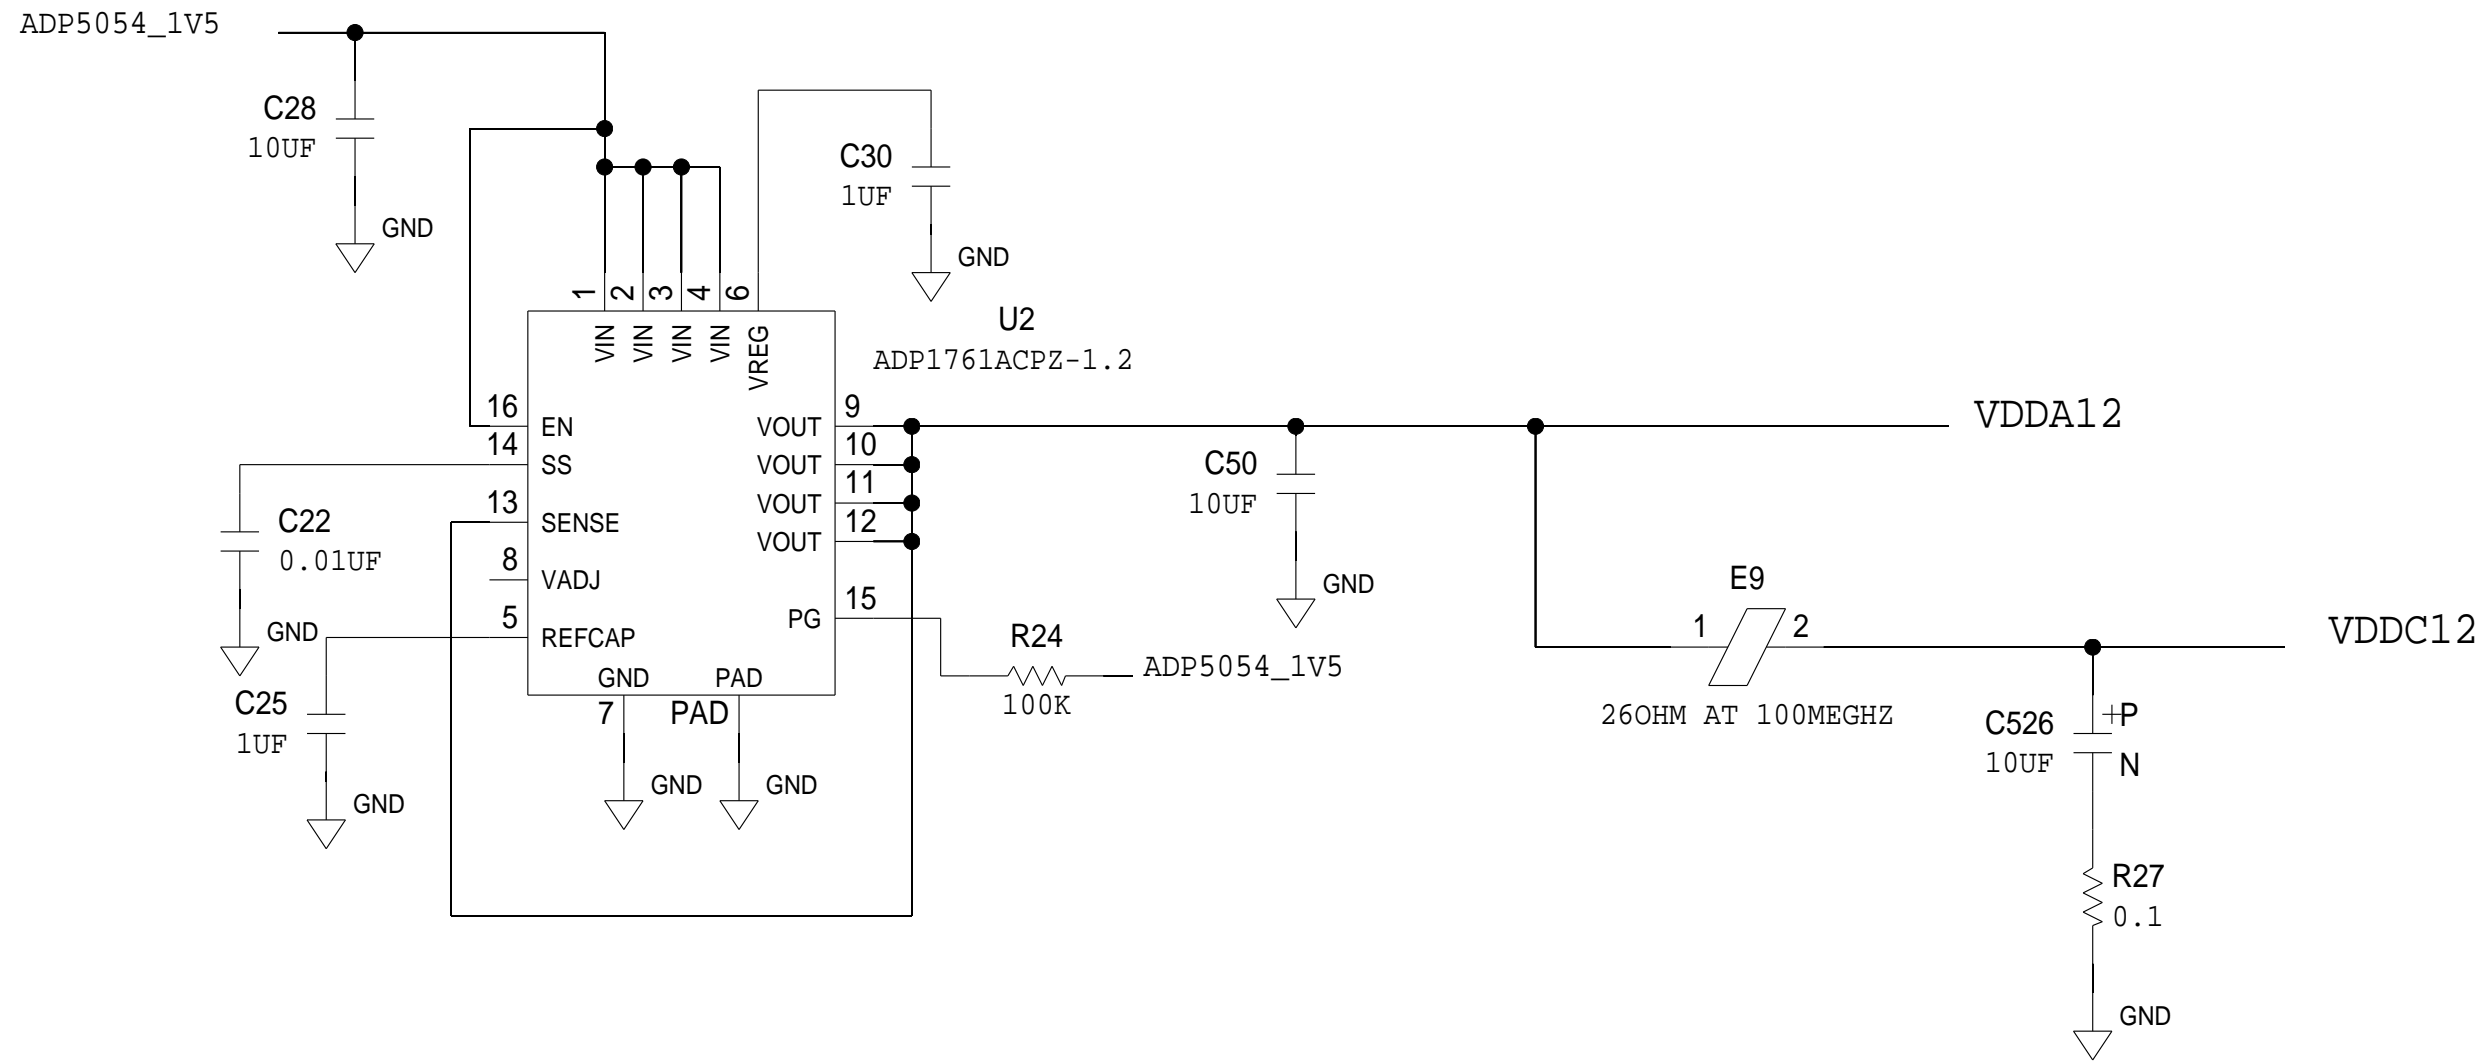 ADP5054_1V5
C28
10UF
GND
C30
1UF
GND
U2
ADP1761ACPZ-1.2
1
2
3
4
6
VIN
VIN
VIN
VIN
VREG
16
EN
14
SS
13
SENSE
8
VADJ
5
REFCAP
VOUT
9
VOUT
10
VOUT
11
VOUT
12
PG
15
GND
PAD
7
PAD
GND
GND
C22
0.01UF
GND
C25
1UF
GND
R24
100K
ADP5054_1V5
C50
10UF
GND
VDDA12
E9
1
2
26OHM AT 100MEGHZ
VDDC12
C526
10UF
+P
N
R27
0.1
GND